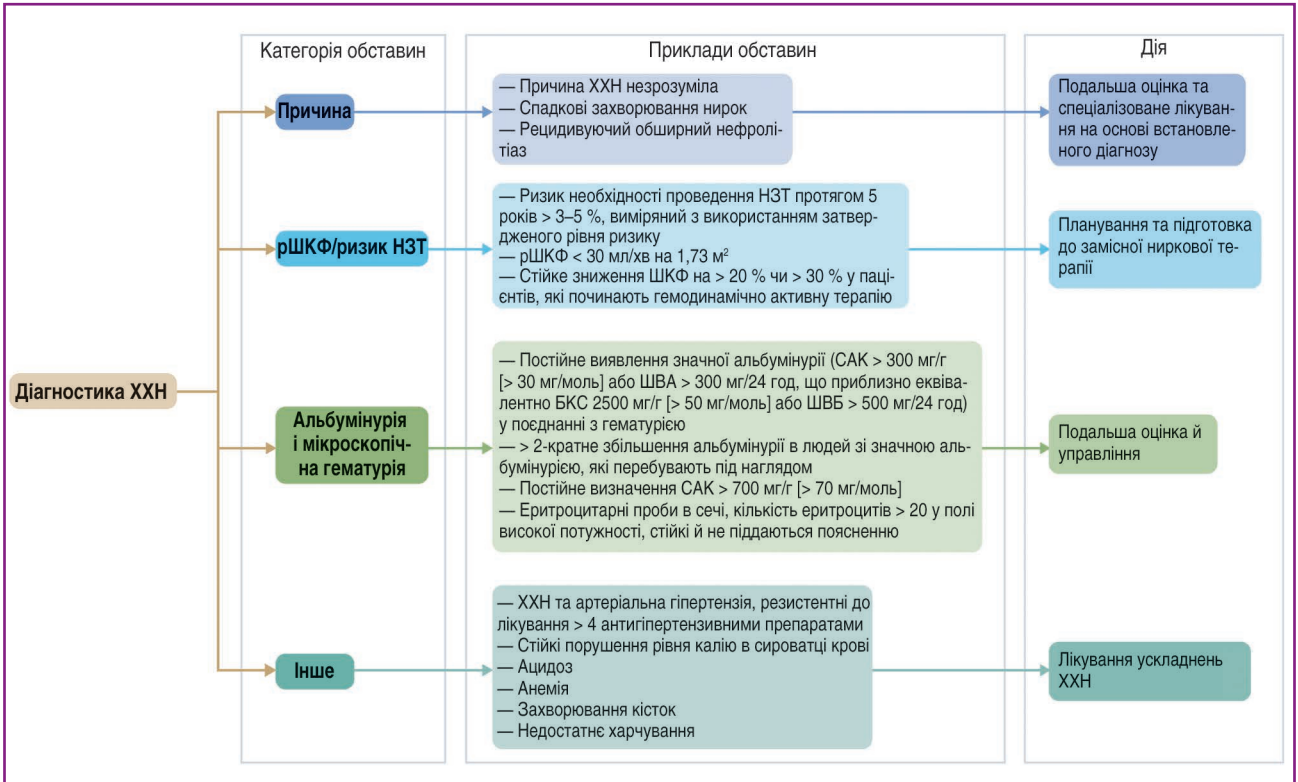 Категорія обставин
Приклади обставин
Дія
Діагностика ХХН
Причина
— Причина ХХН незрозуміла
— Спадкові захворювання нирок
— Рецидивуючий обширний нефролі-
тіаз
Подальша оцінка та
спеціалізоване лікуван-
ня на основі встановле-
ного діагнозу
рШКФ/ризик НЗТ
— Ризик необхідності проведення НЗТ протягом 5
років > 3–5 %, виміряний з використанням затвер-
дженого рівня ризику
— рШКФ < 30 мл/хв на 1,73 м²
— Стійке зниження ШКФ на > 20 % чи > 30 % у паці-
єнтів, які починають гемодинамічно активну терапію
Планування та підготовка
до замісної ниркової те-
рапії
Альбумінурія
і мікроскопіч-
на гематурія
— Постійне виявлення значної альбумінурії (САК > 300 мг/г
[> 30 мг/моль] або ШВА > 300 мг/24 год, що приблизно еквіва-
лентно БКС 2500 мг/г [> 50 мг/моль] або ШВБ > 500 мг/24 год)
у поєднанні з гематурією
— > 2-кратне збільшення альбумінурії в людей зі значною аль-
бумінурією, які перебувають під наглядом
— Постійне визначення САК > 700 мг/г [> 70 мг/моль]
— Еритроцитарні проби в сечі, кількість еритроцитів > 20 у полі
високої потужності, стійкі й не піддаються поясненню
Подальша оцінка й
управління
Інше
— ХХН та артеріальна гіпертензія, резистентні до
лікування > 4 антигіпертензивними препаратами
— Стійкі порушення рівня калію в сироватці крові
— Ацидоз
— Анемія
— Захворювання кісток
— Недостатнє харчування
Лікування ускладнень
ХХН